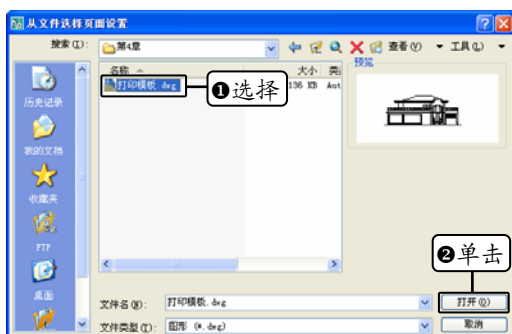 从文件选择页面设置
搜索(I):
第4章
查看(V)
工具(L)
名称
大小
类
预览
打印模板.dwg
136 KB
Aut
❶选择
历史记录
我的文档
收藏夹
FTP
桌面
❷单击
文件名(N):
打印模板.dwg
打开(O)
文件类型(T):
图形 (*.dwg)
取消